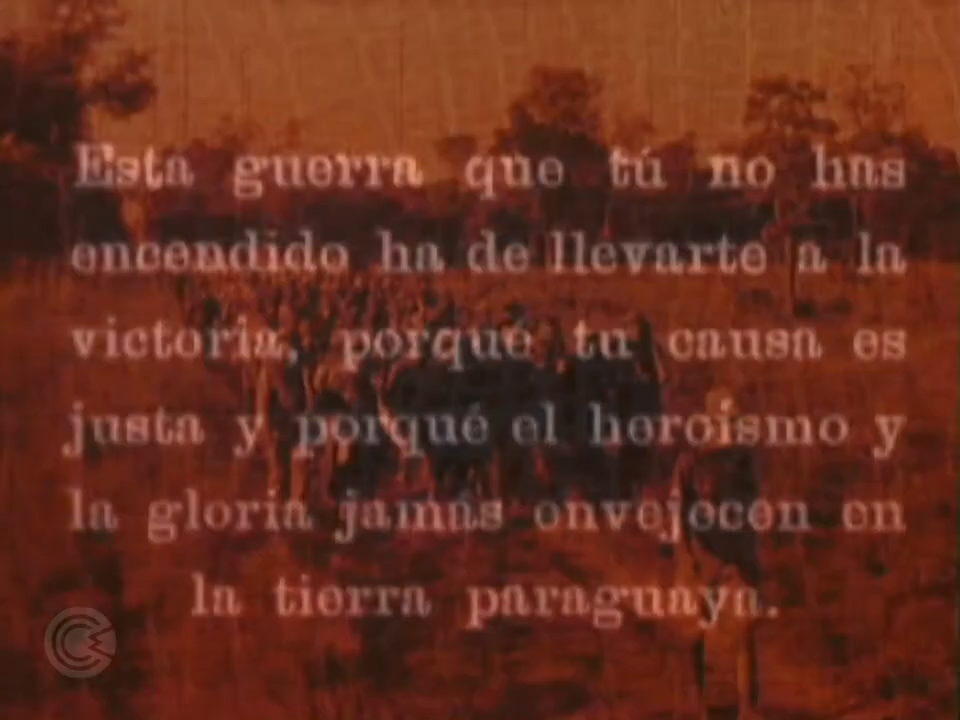 Esta guerra que tú no has
encendido ha de llevarte a la
victoria, porqué tu causa es
justa y porqué el heroísmo y
la gloria jamás envejecen en
la tierra paraguaya.